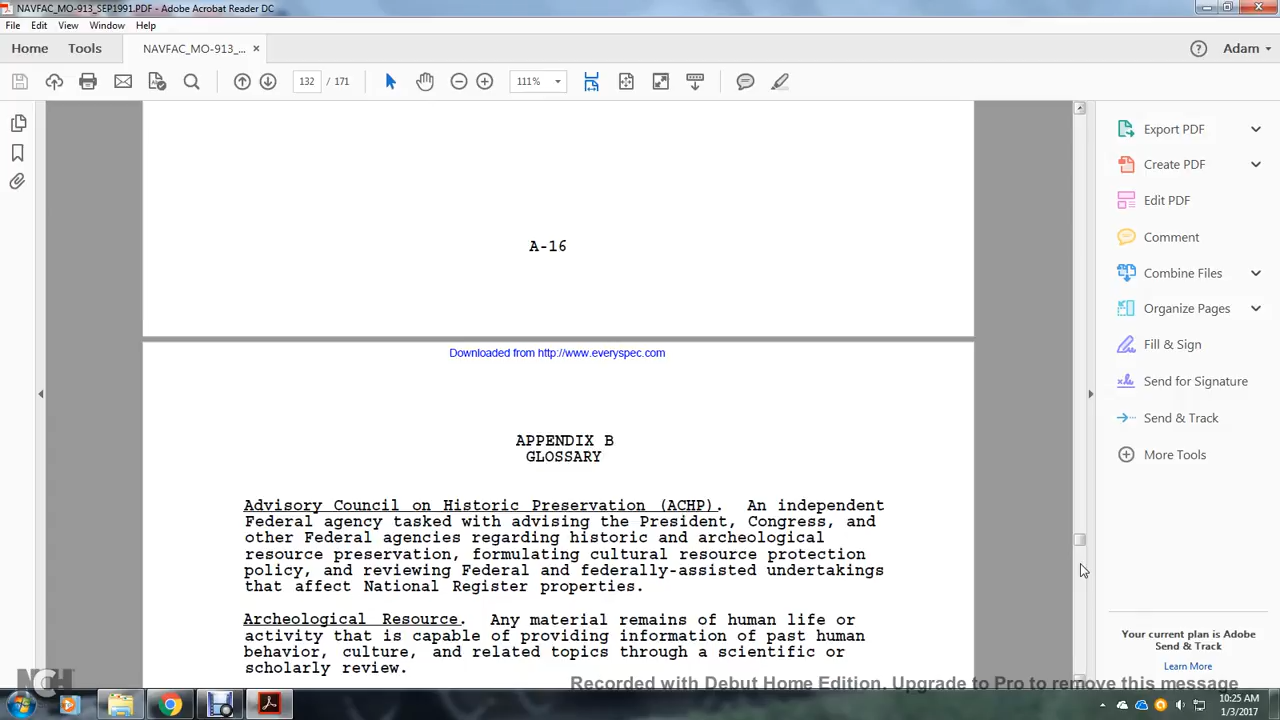 NAVFAC_MO-913_SEP1991.PDF - Adobe Acrobat Reader DC
File Edit View Window Help
Home Tools NAVFAC_MO-913_... × Adam
132 / 171 111%
Export PDF
Create PDF
Edit PDF
Comment
Combine Files
Organize Pages
Fill & Sign
Send for Signature
Send & Track
More Tools
A-16
Downloaded from http://www.everyspec.com
APPENDIX B
GLOSSARY
Advisory Council on Historic Preservation (ACHP). An independent
Federal agency tasked with advising the President, Congress, and
other Federal agencies regarding historic and archeological
resource preservation, formulating cultural resource protection
policy, and reviewing Federal and federally-assisted undertakings
that affect National Register properties.
Archeological Resource. Any material remains of human life or
activity that is capable of providing information of past human
behavior, culture, and related topics through a scientific or
scholarly review.
Your current plan is Adobe
Send & Track
Learn More
NCH
Recorded with Debut Home Edition. Upgrade to Pro to remove this message
10:25 AM
1/3/2017